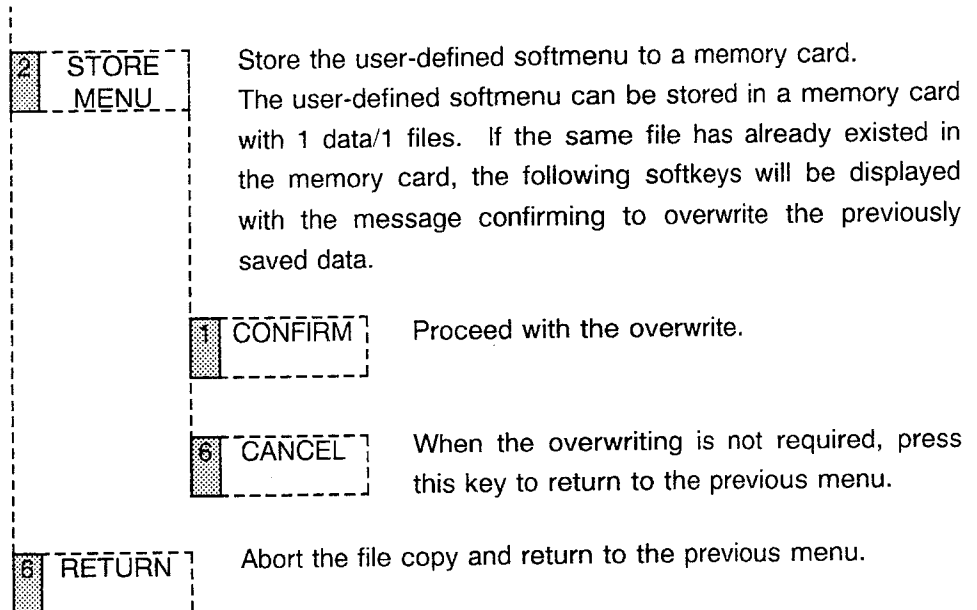 2 STORE MENU
Store the user-defined softmenu to a memory card.
The user-defined softmenu can be stored in a memory card
with 1 data/1 files. If the same file has already existed in
the memory card, the following softkeys will be displayed
with the message confirming to overwrite the previously
saved data.
1 CONFIRM
Proceed with the overwrite.
6 CANCEL
When the overwriting is not required, press
this key to return to the previous menu.
6 RETURN
Abort the file copy and return to the previous menu.